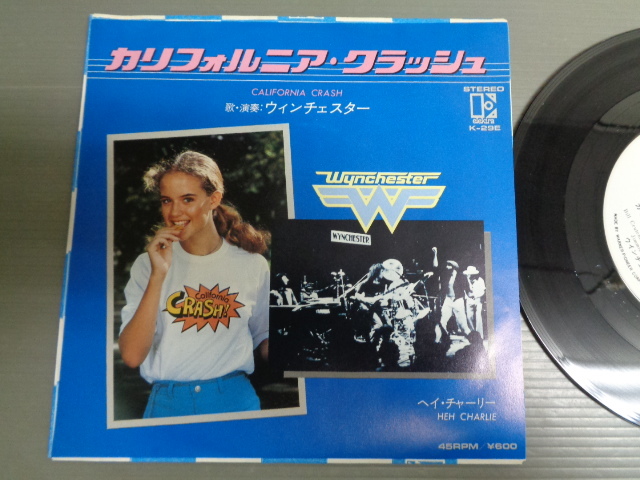 カリフォルニア・クラッシュ
CALIFORNIA CRASH
歌・演奏：ウィンチェスター
STEREO
elektra
K-29E
Wynchester
W
WYNCHESTER
California
CRASH!
ヘイ・チャーリー
HEH CHARLIE
45RPM/¥600